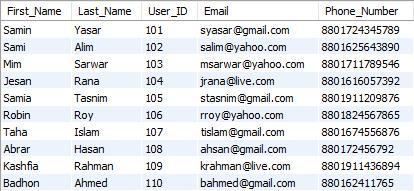 First_Name Last_Name User_ID Email Phone_Number
Samin Yasar 101 syasar@gmail.com 8801724345789
Sami Alim 102 salim@yahoo.com 8801625643890
Mim Sarwar 103 msarwar@yahoo.com 8801711789546
Jesan Rana 104 jrana@live.com 8801616057392
Samia Tasnim 105 stasnim@gmail.com 8801911209876
Robin Roy 106 rroy@yahoo.com 8801824567865
Taha Islam 107 tislam@gmail.com 8801674556876
Abrar Hasan 108 ahsan@gmail.com 880172456792
Kashfia Rahman 109 krahman@live.com 8801911436894
Badhon Ahmed 110 bahmed@gmail.com 880162411765